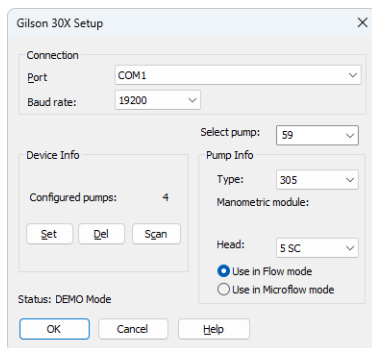 Gilson 30X Setup
Connection
Port COM1
Baud rate: 19200
Select pump: 59
Device Info
Configured pumps: 4
Set Del Scan
Pump Info
Type: 305
Manometric module:
Head: 5 SC
Use in Flow mode
Use in Microflow mode
Status: DEMO Mode
OK Cancel Help